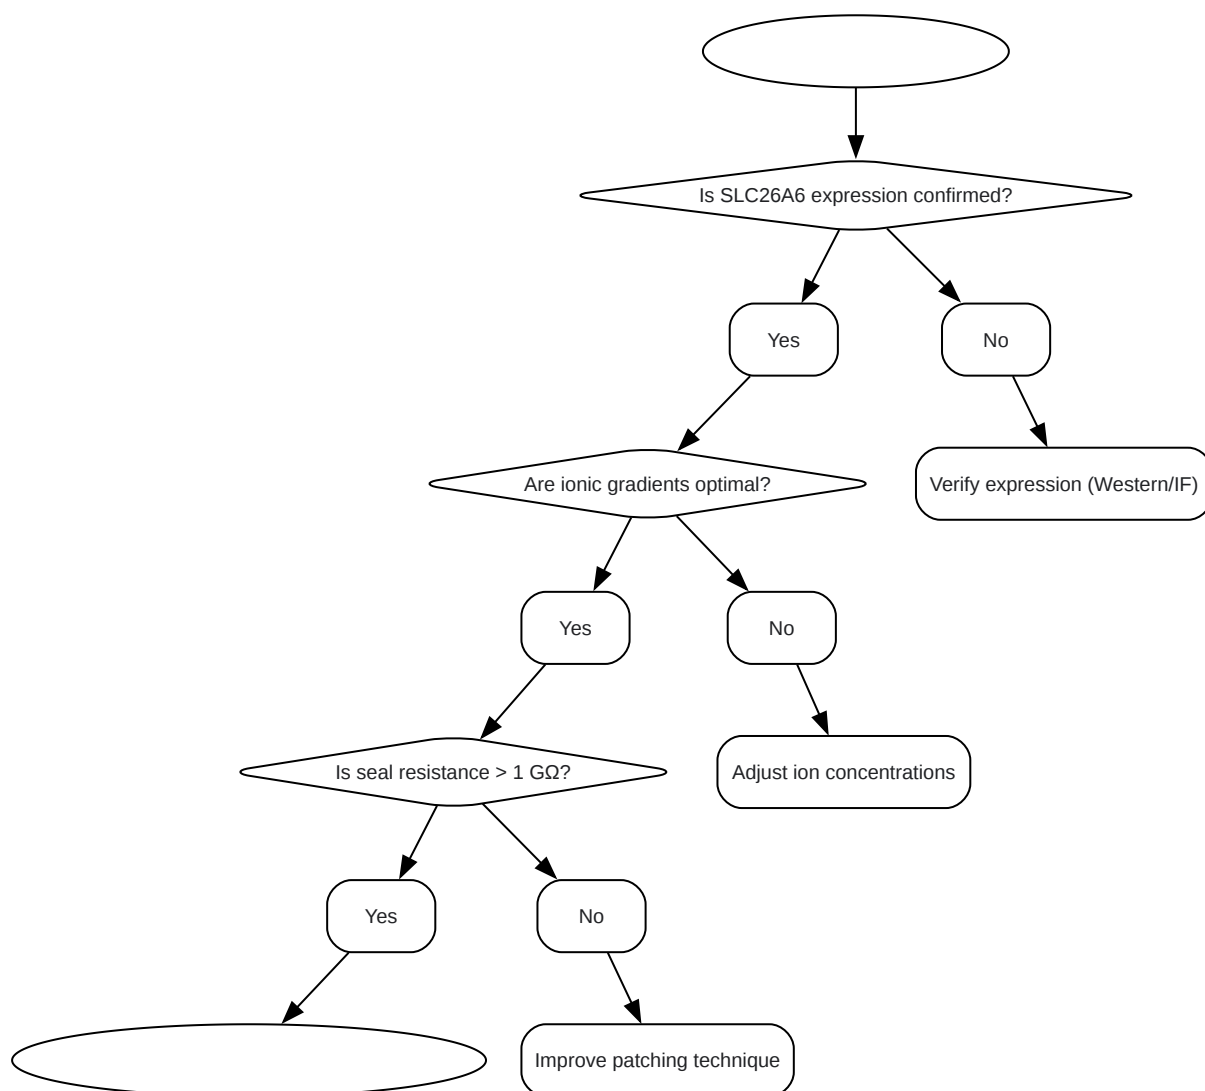 Is SLC26A6 expression confirmed?
Yes
No
Are ionic gradients optimal?
Verify expression (Western/IF)
Yes
No
Is seal resistance > 1 GΩ?
Adjust ion concentrations
Yes
No
Improve patching technique